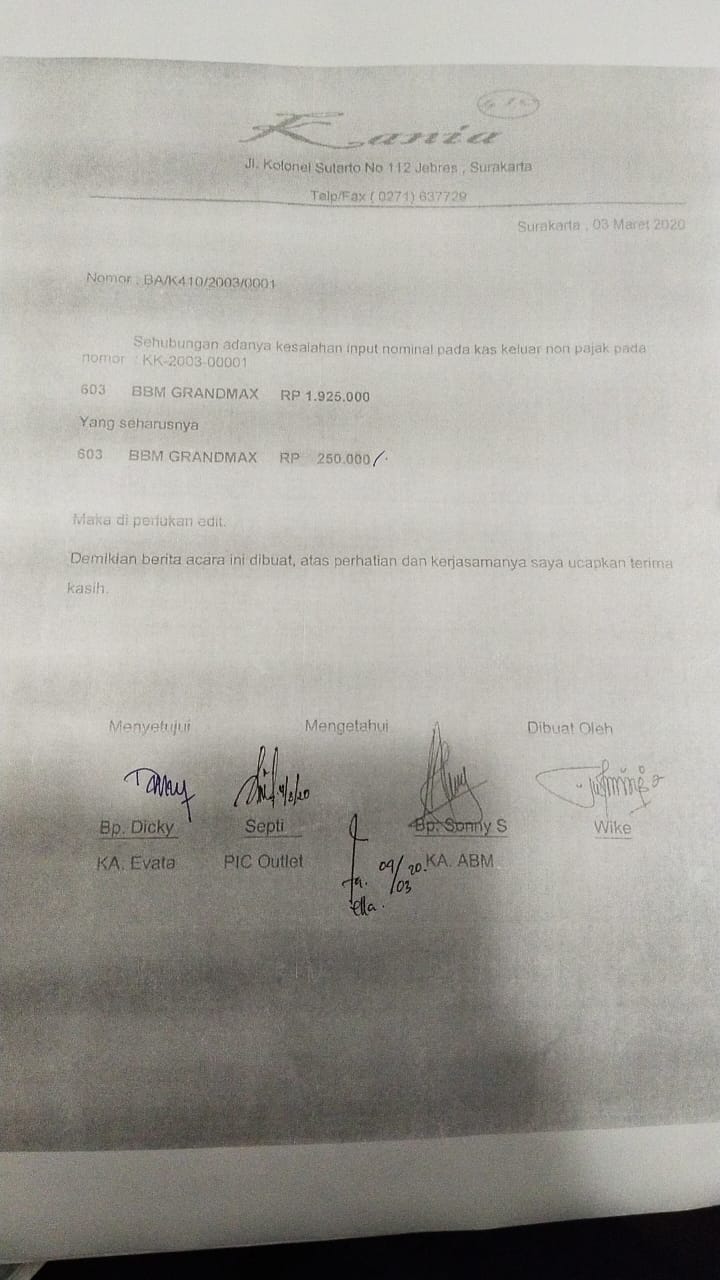 410
Kania
Jl. Kolonel Sutarto No 112 Jebres , Surakarta
Telp/Fax ( 0271) 637729
Surakarta , 03 Maret 2020
Nomor : BA/K410/2003/0001
Sehubungan adanya kesalahan input nominal pada kas keluar non pajak pada
nomor : KK-2003-00001
603 BBM GRANDMAX RP 1.925.000
Yang seharusnya
603 BBM GRANDMAX RP 250.000
Maka di perlukan edit.
Demikian berita acara ini dibuat, atas perhatian dan kerjasamanya saya ucapkan terima
kasih.
Menyetujui Mengetahui Dibuat Oleh
Bp. Dicky Septi Bp. Sonny S Wike
KA. Evata PIC Outlet KA. ABM
09/03 20.
ella.